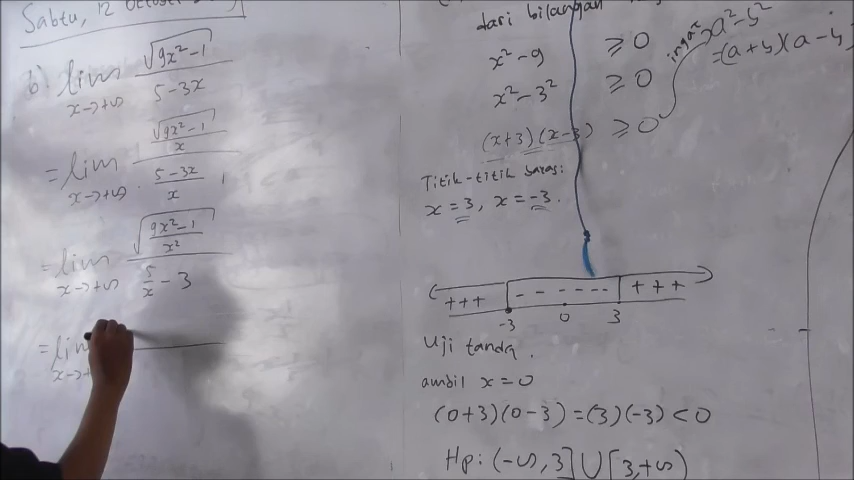 Sabtu, 12 October
b) lim x→+∞ √(9x²-1) / 5-3x
= lim x→+∞ (√(9x²-1) / x) / (5-3x / x)
= lim x→+∞ √(9x²-1 / x²) / (5/x - 3)
= lim x→+
dari bilangan
x² - 9 ≥ 0
x² - 3² ≥ 0
(x+3)(x-3) ≥ 0
ingat a² - b²
= (a+b)(a-b)
Titik-titik batas:
x = 3, x = -3.
+++ - - - - - - +++
-3 0 3
Uji tanda.
ambil x = 0
(0+3)(0-3) = (3)(-3) < 0
Hp: (-∞, 3] ∪ [3, +∞)